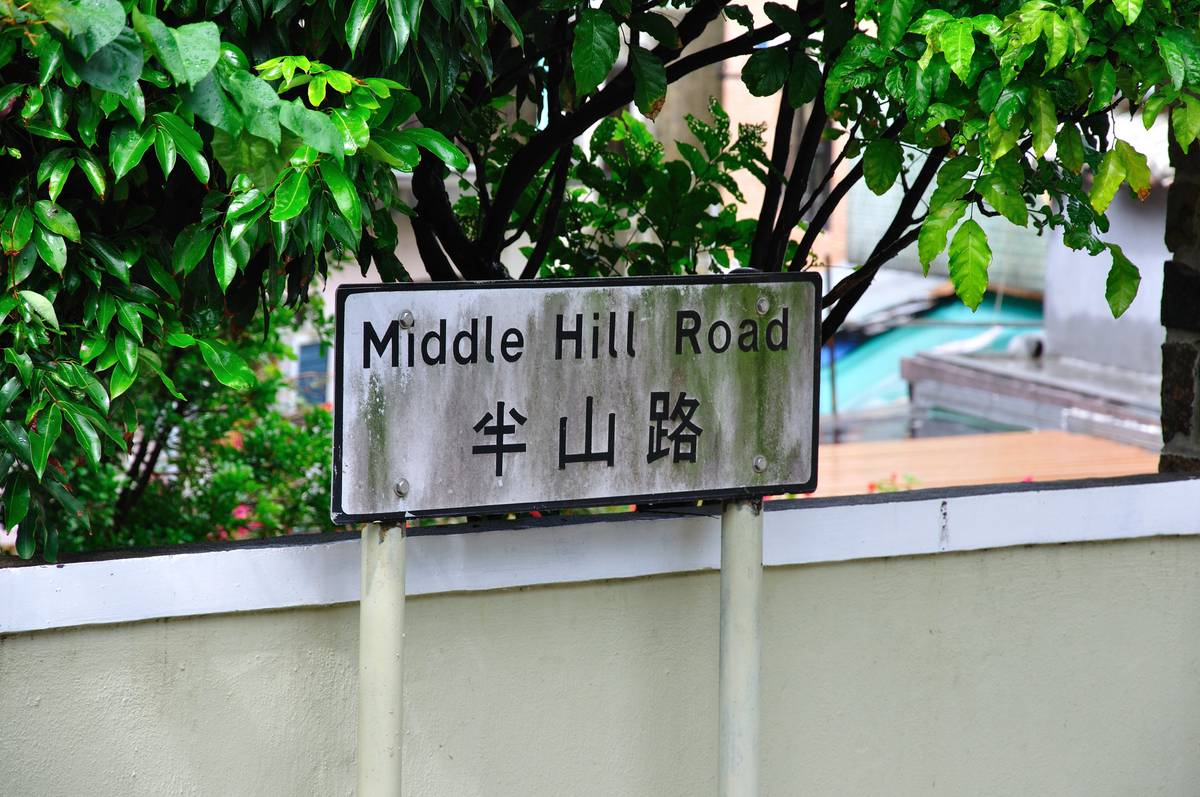 Middle Hill Road
半山路